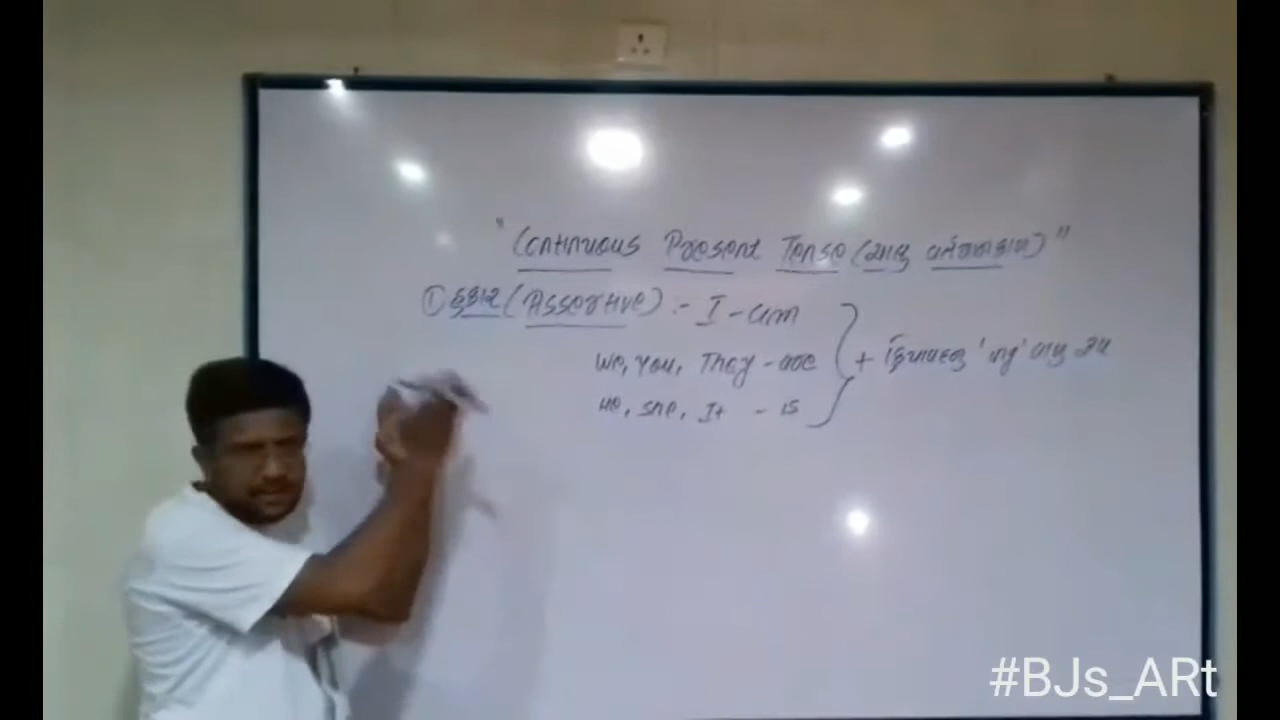 " Continuous Present Tense (ચાલુ વર્તમાનકાળ) "
① હકાર (Assertive) :- I - am
We, You, They - are
He, She, It - is
+ ક્રિયાપદનું
#BJs_ARt